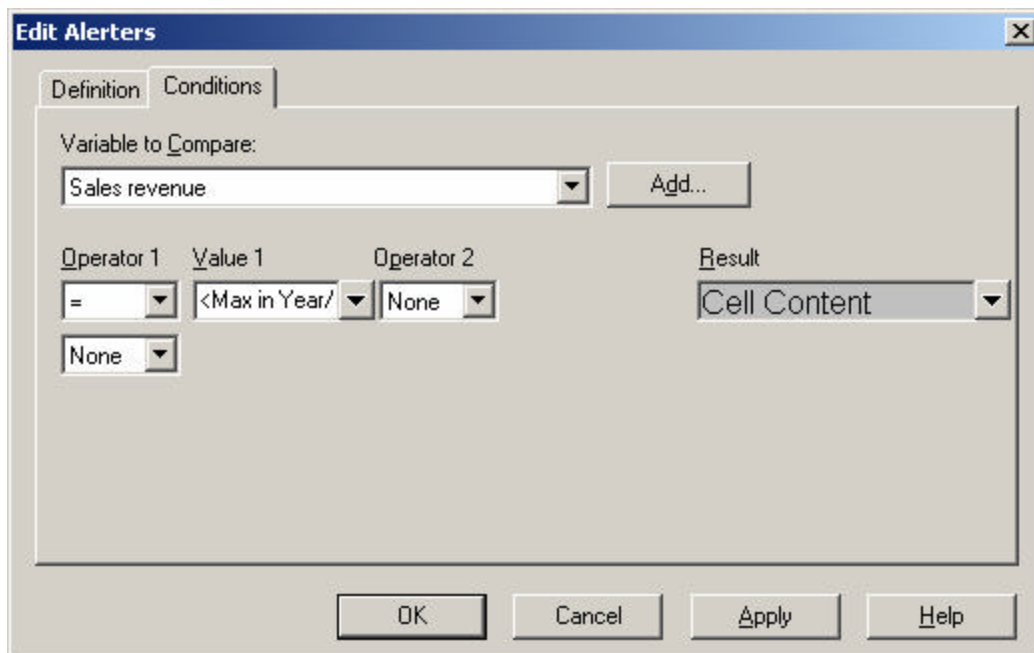 Edit Alerters
Definition Conditions
Variable to Compare:
Sales revenue Add...
Operator 1 Value 1 Operator 2 Result
= <Max in Year/ None Cell Content
None
OK Cancel Apply Help